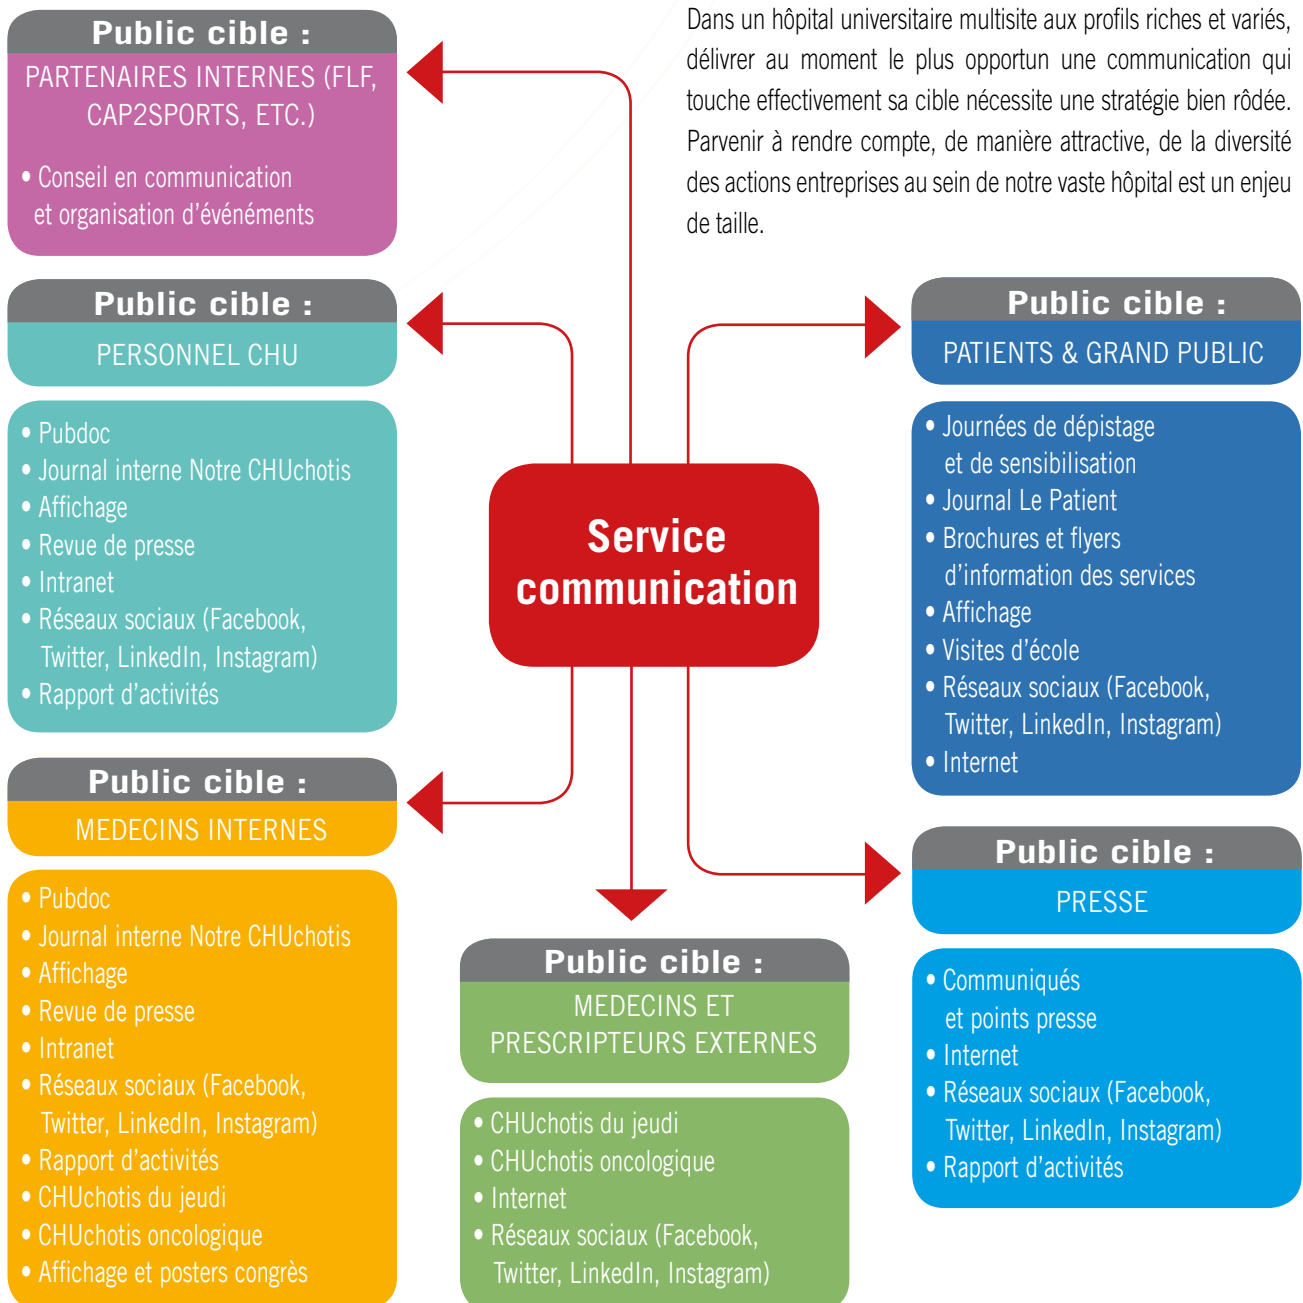 Public cible :
PARTENAIRES INTERNES (FLF,
CAP2SPORTS, ETC.)
• Conseil en communication
et organisation d'événéments
Dans un hôpital universitaire multisite aux profils riches et variés,
délivrer au moment le plus opportun une communication qui
touche effectivement sa cible nécessite une stratégie bien rôdée.
Parvenir à rendre compte, de manière attractive, de la diversité
des actions entreprises au sein de notre vaste hôpital est un enjeu
de taille.
Public cible :
PERSONNEL CHU
• Pubdoc
• Journal interne Notre CHUchotis
• Affichage
• Revue de presse
• Intranet
• Réseaux sociaux (Facebook,
Twitter, LinkedIn, Instagram)
• Rapport d'activités
Service
communication
Public cible :
PATIENTS & GRAND PUBLIC
• Journées de dépistage
et de sensibilisation
• Journal Le Patient
• Brochures et flyers
d'information des services
• Affichage
• Visites d'école
• Réseaux sociaux (Facebook,
Twitter, LinkedIn, Instagram)
• Internet
Public cible :
MEDECINS INTERNES
• Pubdoc
• Journal interne Notre CHUchotis
• Affichage
• Revue de presse
• Intranet
• Réseaux sociaux (Facebook,
Twitter, LinkedIn, Instagram)
• Rapport d'activités
• CHUchotis du jeudi
• CHUchotis oncologique
• Affichage et posters congrès
Public cible :
MEDECINS ET
PRESCRIPTEURS EXTERNES
• CHUchotis du jeudi
• CHUchotis oncologique
• Internet
• Réseaux sociaux (Facebook,
Twitter, LinkedIn, Instagram)
Public cible :
PRESSE
• Communiqués
et points presse
• Internet
• Réseaux sociaux (Facebook,
Twitter, LinkedIn, Instagram)
• Rapport d'activités